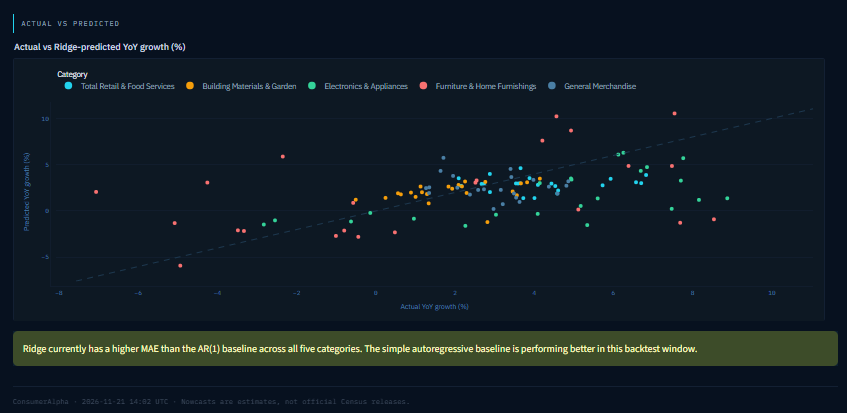 ACTUAL VS PREDICTED
Actual vs Ridge-predicted YoY growth (%)
Category
Total Retail & Food Services Building Materials & Garden Electronics & Appliances Furniture & Home Furnishings General Merchandise
10
5
0
−5
Predicted YoY growth (%)
−8 −6 −4 −2 0 2 4 6 8 10
Actual YoY growth (%)
Ridge currently has a higher MAE than the AR(1) baseline across all five categories. The simple autoregressive baseline is performing better in this backtest window.
ConsumerAlpha · 2026-11-21 14:02 UTC · Nowcasts are estimates, not official Census releases.